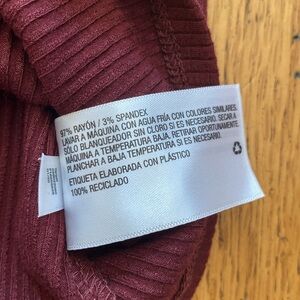 97% RAYÓN / 3% SPANDEX
LAVAR A MÁQUINA CON AGUA FRÍA CON COLORES SIMILARES.
SÓLO BLANQUEADOR SIN CLORO SI ES NECESARIO. SECAR A
MÁQUINA A TEMPERATURA BAJA, RETIRAR OPORTUNAMENTE.
PLANCHAR A BAJA TEMPERATURA SI ES NECESARIO.
ETIQUETA ELABORADA CON PLÁSTICO
100% RECICLADO